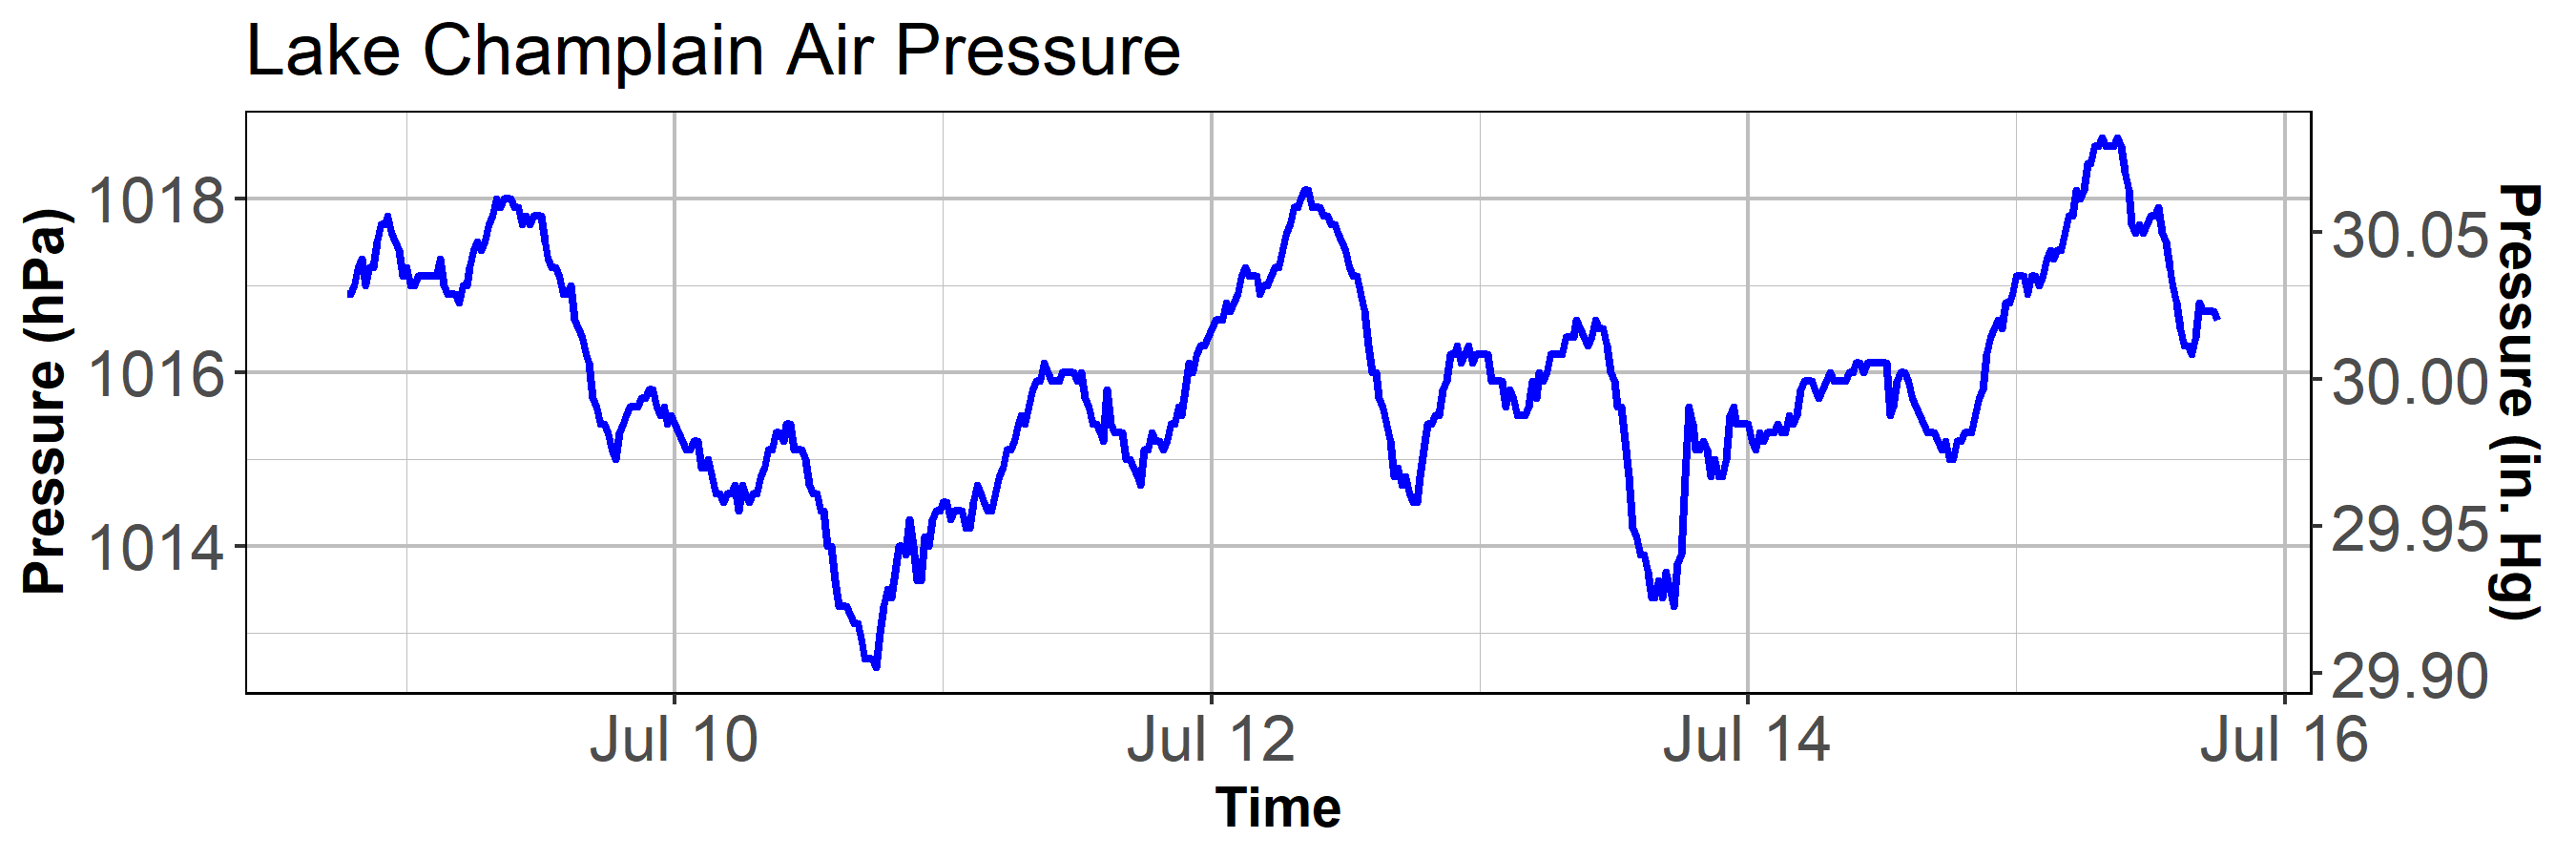 Lake Champlain Air Pressure
Pressure (hPa)
1018
1016
1014
30.05
30.00
29.95
29.90
Pressure (in. Hg)
Jul 10
Jul 12
Jul 14
Jul 16
Time